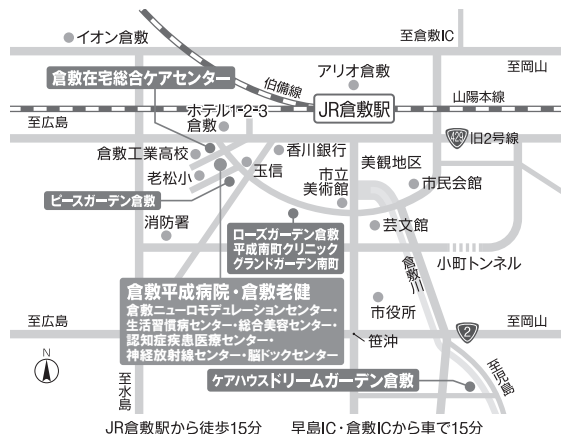 イオン倉敷
至倉敷IC
倉敷在宅総合ケアセンター
伯備線
アリオ倉敷
至岡山
JR倉敷駅
山陽本線
至広島
ホテル1-2-3
倉敷
429
旧2号線
倉敷工業高校
香川銀行
美観地区
玉信
市立
美術館
市民会館
老松小
ピースガーデン倉敷
消防署
ローズガーデン倉敷
平成南町クリニック
グランドガーデン南町
芸文館
小町トンネル
倉敷川
倉敷平成病院・倉敷老健
倉敷ニューロモデュレーションセンター・
生活習慣病センター・総合美容センター・
認知症疾患医療センター・
神経放射線センター・脳ドックセンター
市役所
至広島
2
至岡山
笹沖
N
至水島
ケアハウスドリームガーデン倉敷
至児島
JR倉敷駅から徒歩15分
早島IC・倉敷ICから車で15分